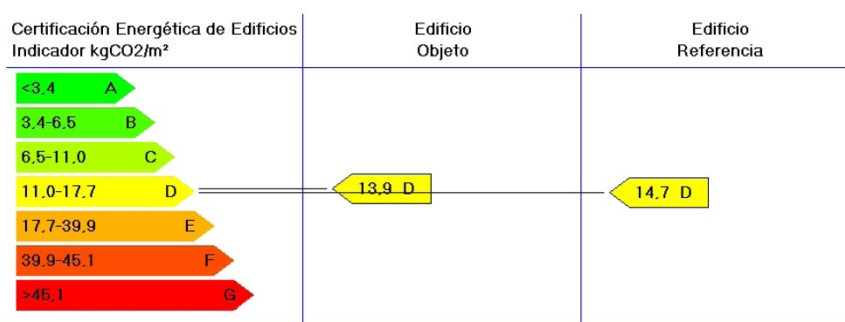 Certificación Energética de Edificios
Indicador kgCO2/m²
Edificio
Objeto
Edificio
Referencia
<3,4 A
3,4-6,5 B
6,5-11,0 C
11,0-17,7 D
13,9 D
14,7 D
17,7-39,9 E
39,9-45,1 F
>45,1 G